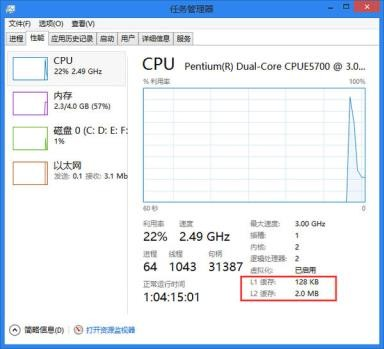 任务管理器
文件(F) 选项(O) 查看(V)
进程 性能 应用历史记录 启动 用户 详细信息 服务
CPU
22% 2.49 GHz
内存
2.3/4.0 GB (57%)
磁盘 0 (C: D: E: F:
1%
以太网
发送: 0.1 接收: 3.1 Mb
CPU Pentium(R) Dual-Core CPUE5700 @ 3.0...
% 利用率 100%
60 秒 0
利用率 速度
22% 2.49 GHz
进程 线程 句柄
64 1043 31387
正常运行时间
1:04:15:01
最大速度: 3.00 GHz
插槽: 1
内核: 2
逻辑处理器: 2
虚拟化: 已启用
L1 缓存: 128 KB
L2 缓存: 2.0 MB
简略信息(D) 打开资源监视器